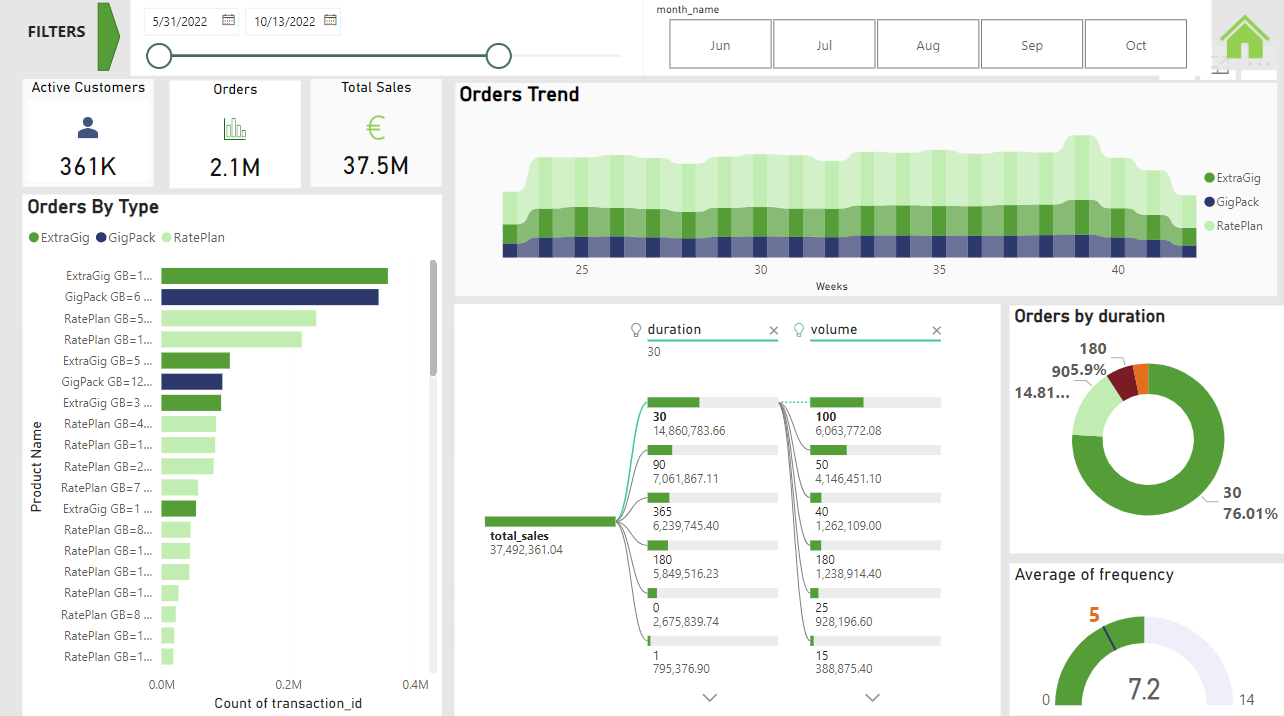 FILTERS
5/31/2022
10/13/2022
month_name
Jun
Jul
Aug
Sep
Oct
Active Customers
361K
Orders
2.1M
Total Sales
€
37.5M
Orders By Type
ExtraGig GigPack RatePlan
Product Name
ExtraGig GB=1...
GigPack GB=6 ...
RatePlan GB=5...
RatePlan GB=1...
ExtraGig GB=5 ...
GigPack GB=12...
ExtraGig GB=3 ...
RatePlan GB=4...
RatePlan GB=1...
RatePlan GB=2...
RatePlan GB=7 ...
ExtraGig GB=1 ...
RatePlan GB=8...
RatePlan GB=1...
RatePlan GB=1...
RatePlan GB=1...
RatePlan GB=8 ...
RatePlan GB=1...
RatePlan GB=1...
0.0M 0.2M 0.4M
Count of transaction_id
Orders Trend
25 30 35 40
Weeks
ExtraGig
GigPack
RatePlan
duration
30
volume
total_sales
37,492,361.04
30
14,860,783.66
90
7,061,867.11
365
6,239,745.40
180
5,849,516.23
0
2,675,839.74
1
795,376.90
100
6,063,772.08
50
4,146,451.10
40
1,262,109.00
180
1,238,914.40
25
928,196.60
15
388,875.40
Orders by duration
180
5.9%
90
14.81...
30
76.01%
Average of frequency
5
0
7.2
14